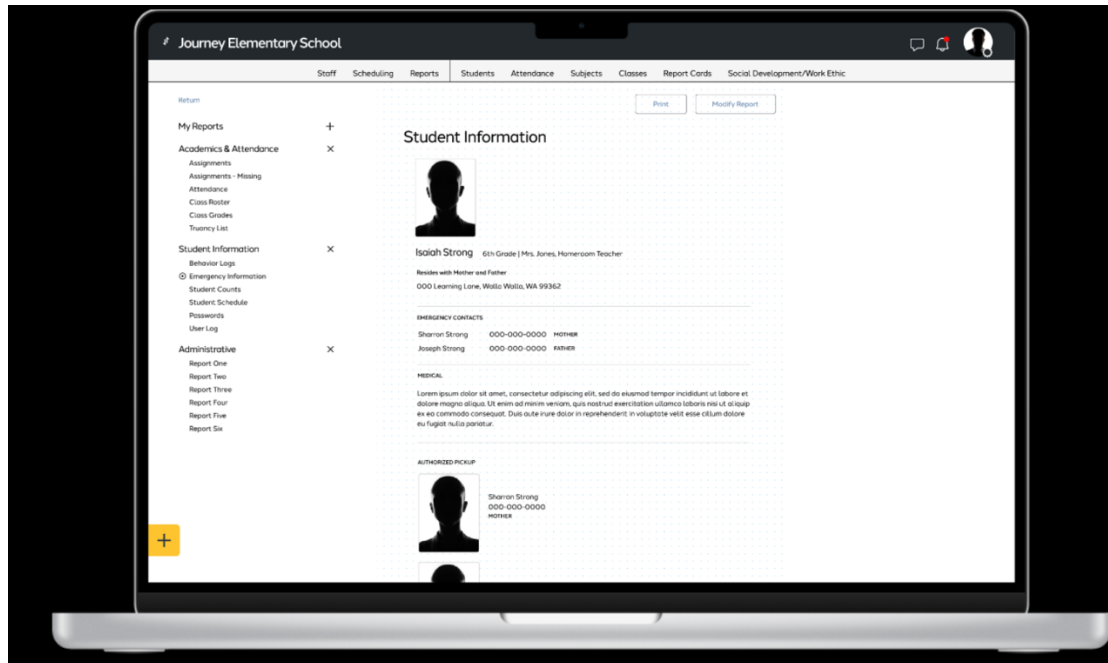 Journey Elementary School
Staff Scheduling Reports Students Attendance Subjects Classes Report Cards Social Development/Work Ethic
Return
Print Modify Report
My Reports
Academics & Attendance
Assignments
Assignments - Missing
Attendance
Class Roster
Class Grades
Truancy List
Student Information
Behavior Logs
Emergency Information
Student Counts
Student Schedule
Passwords
User Log
Administrative
Report One
Report Two
Report Three
Report Four
Report Five
Report Six
Student Information
Isaiah Strong 6th Grade | Mrs. Jones, Homeroom Teacher
Resides with Mother and Father
000 Learning Lane, Walla Walla, WA 99362
EMERGENCY CONTACTS
Sharron Strong 000-000-0000 MOTHER
Joseph Strong 000-000-0000 FATHER
MEDICAL
Lorem ipsum dolor sit amet, consectetur adipiscing elit, sed do eiusmod tempor incididunt ut labore et
dolore magna aliqua. Ut enim ad minim veniam, quis nostrud exercitation ullamco laboris nisi ut aliquip
ex ea commodo consequat. Duis aute irure dolor in reprehenderit in voluptate velit esse cillum dolore
eu fugiat nulla pariatur.
AUTHORIZED PICKUP
Sharron Strong
000-000-0000
MOTHER